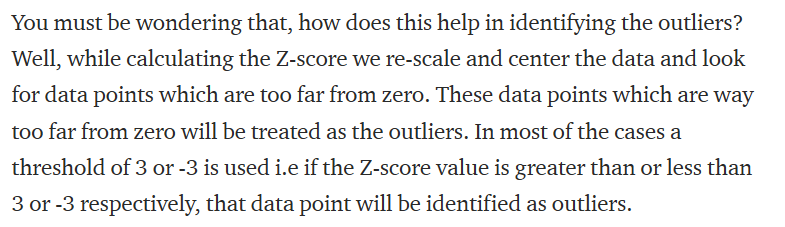 You must be wondering that, how does this help in identifying the outliers?
Well, while calculating the Z-score we re-scale and center the data and look
for data points which are too far from zero. These data points which are way
too far from zero will be treated as the outliers. In most of the cases a
threshold of 3 or -3 is used i.e if the Z-score value is greater than or less than
3 or -3 respectively, that data point will be identified as outliers.